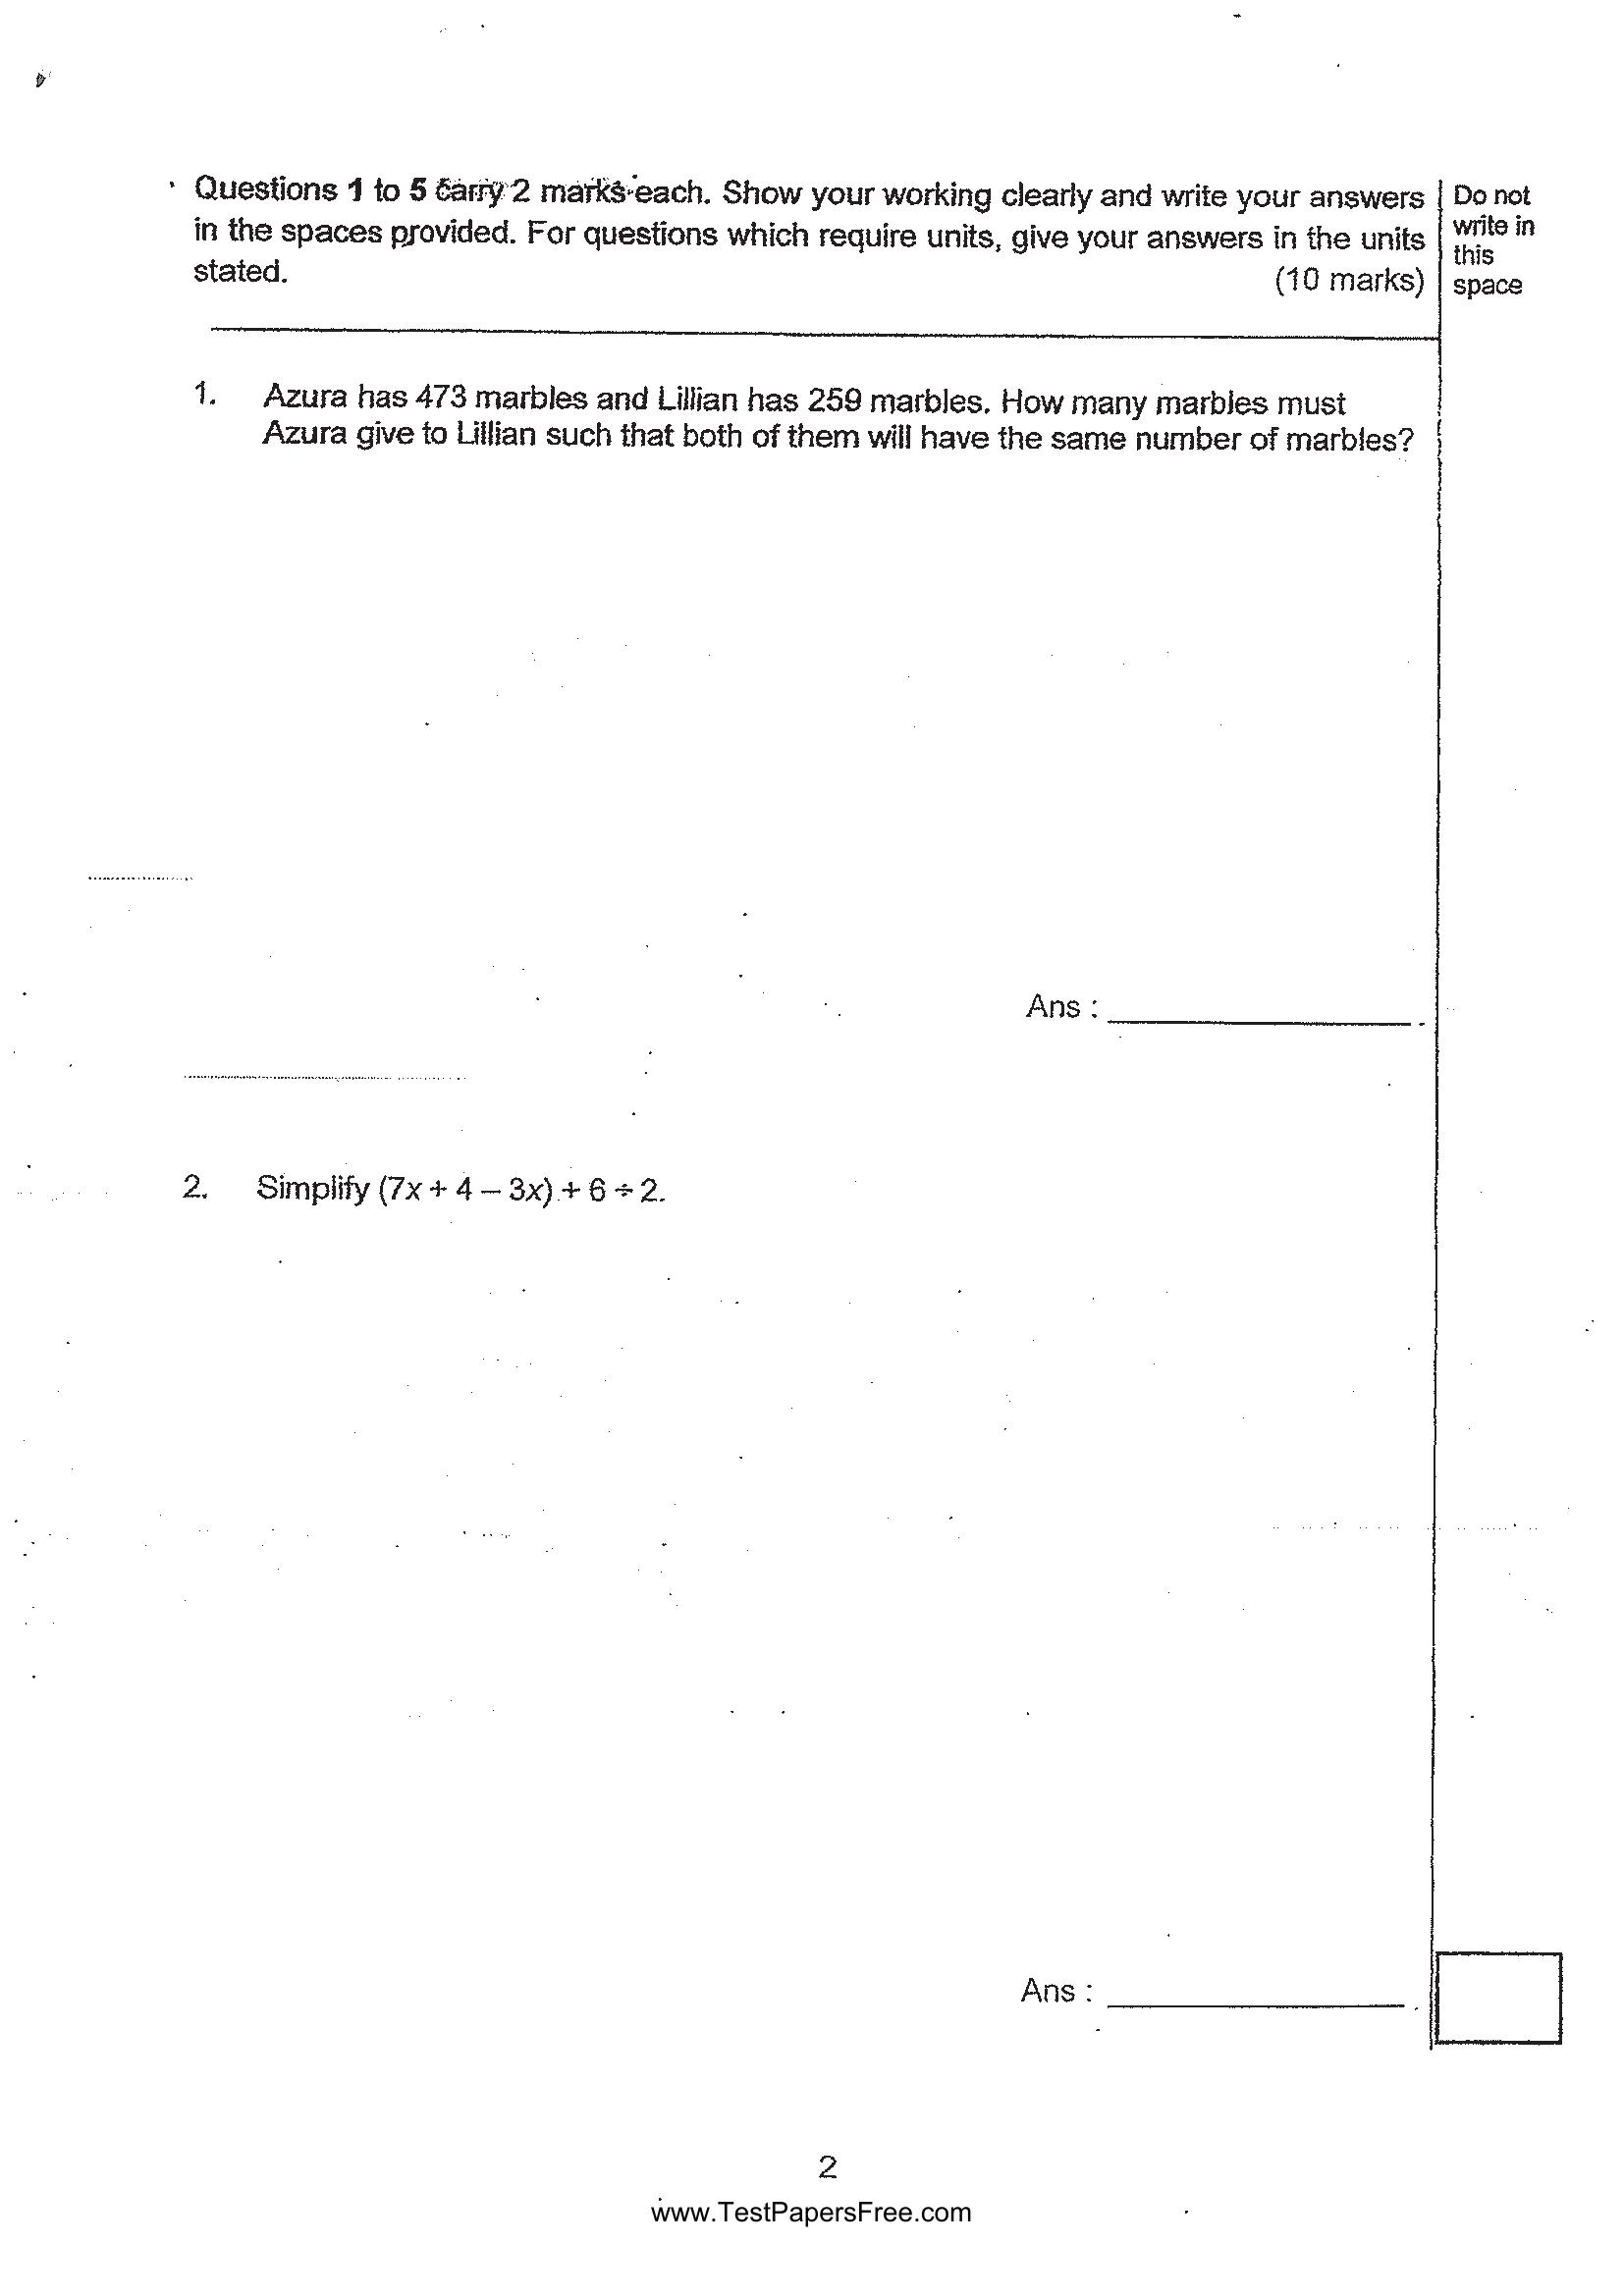 Questions 1 to 5 carry 2 marks each. Show your working clearly and write your answers
in the spaces provided. For questions which require units, give your answers in the units
stated. (10 marks)
Do not
write in
this
space
1. Azura has 473 marbles and Lillian has 259 marbles. How many marbles must
Azura give to Lillian such that both of them will have the same number of marbles?
Ans :
2. Simplify (7x + 4 – 3x) + 6 ÷ 2.
Ans :
2
www.TestPapersFree.com